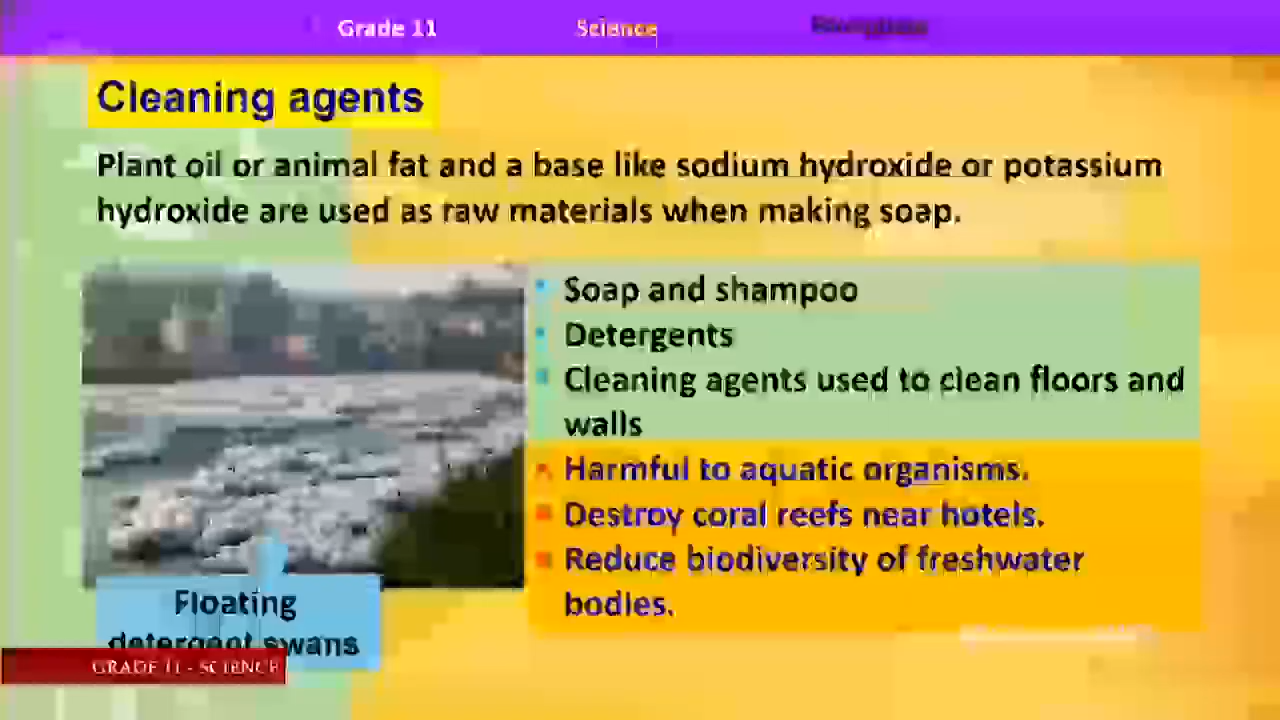 Grade 11 Science
Cleaning agents
Plant oil or animal fat and a base like sodium hydroxide or potassium
hydroxide are used as raw materials when making soap.
Soap and shampoo
Detergents
Cleaning agents used to clean floors and
walls
Harmful to aquatic organisms.
Destroy coral reefs near hotels.
Reduce biodiversity of freshwater
bodies.
Floating
detergent swans
GRADE 11 - SCIENCE